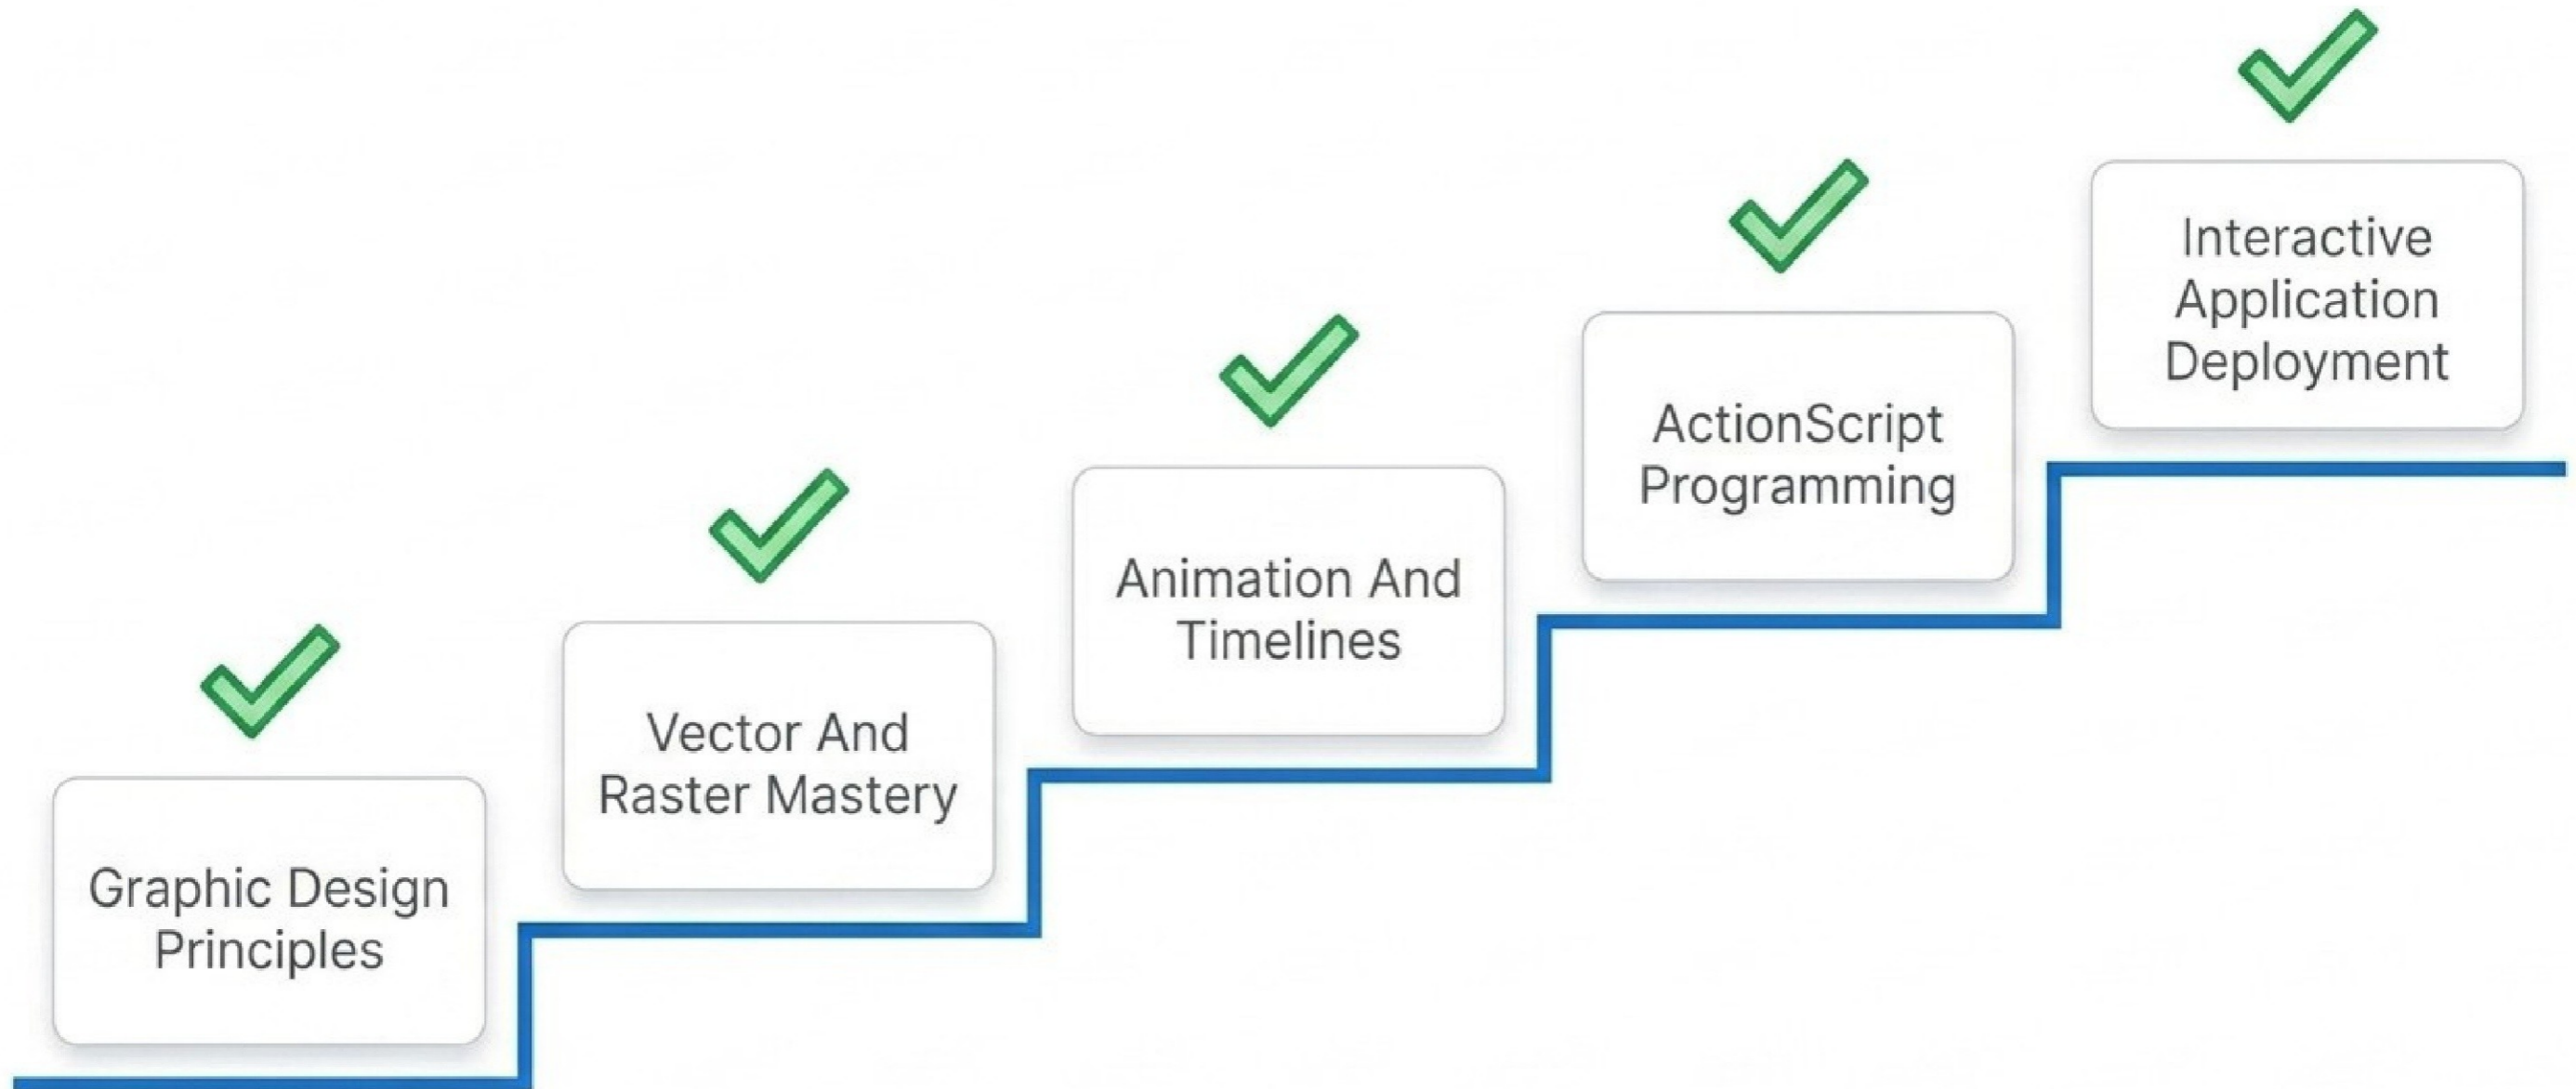 Graphic Design
Principles
Vector And
Raster Mastery
Animation And
Timelines
ActionScript
Programming
Interactive
Application
Deployment